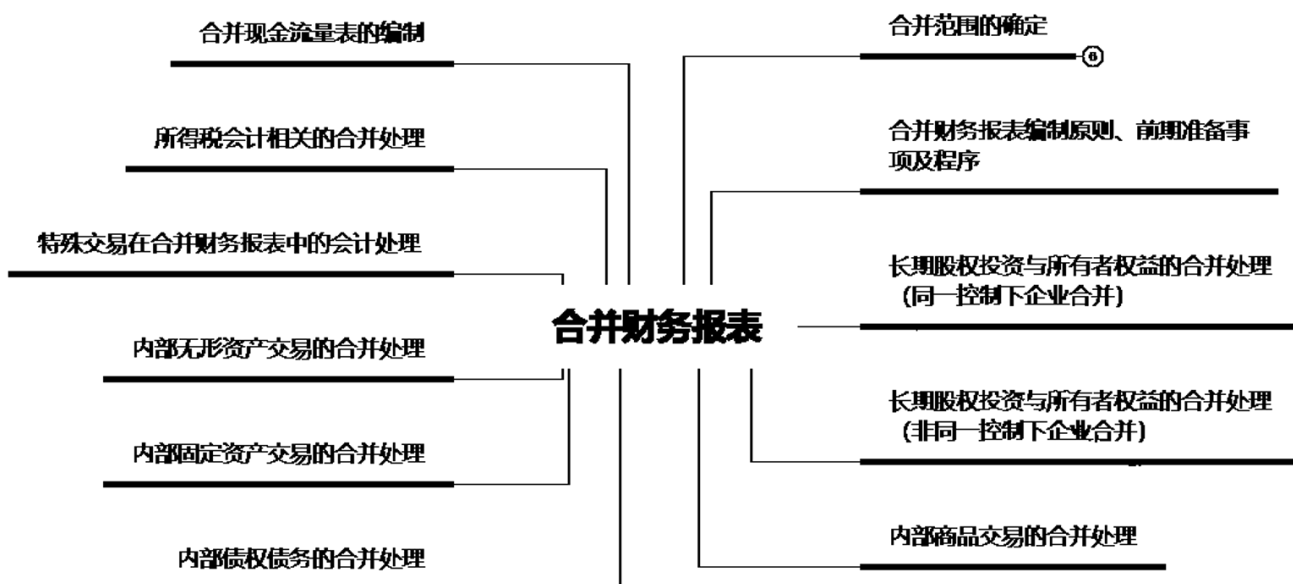 合并现金流量表的编制
所得税会计相关的合并处理
特殊交易在合并财务报表中的会计处理
内部无形资产交易的合并处理
内部固定资产交易的合并处理
内部债权债务的合并处理
合并财务报表
合并范围的确定
6
合并财务报表编制原则、前期准备事
项及程序
长期股权投资与所有者权益的合并处理
（同一控制下企业合并）
长期股权投资与所有者权益的合并处理
（非同一控制下企业合并）
内部商品交易的合并处理